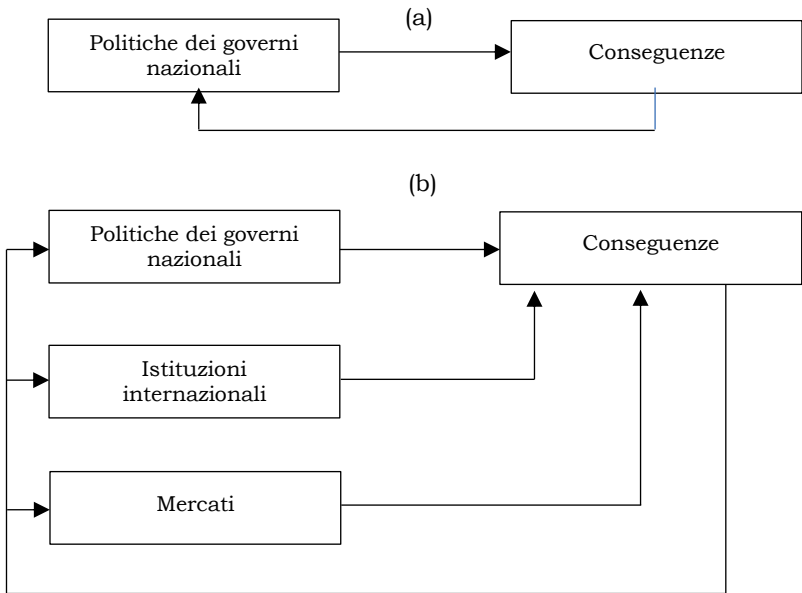 (a)
Politiche dei governi
nazionali
Conseguenze
(b)
Politiche dei governi
nazionali
Conseguenze
Istituzioni
internazionali
Mercati